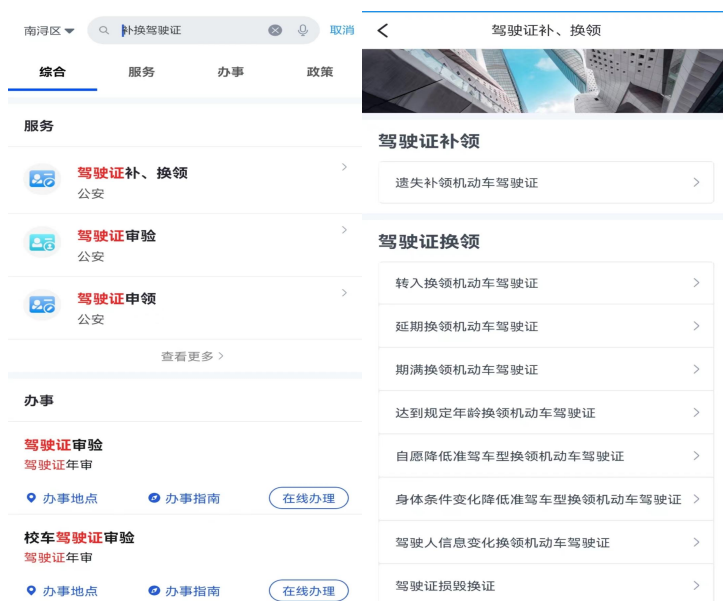 南浔区
补换驾驶证
取消
综合
服务
办事
政策
服务
驾驶证补、换领
公安
驾驶证审验
公安
驾驶证申领
公安
查看更多
办事
驾驶证审验
驾驶证年审
办事地点
办事指南
在线办理
校车驾驶证审验
驾驶证年审
办事地点
办事指南
在线办理
驾驶证补、换领
驾驶证补领
遗失补领机动车驾驶证
驾驶证换领
转入换领机动车驾驶证
延期换领机动车驾驶证
期满换领机动车驾驶证
达到规定年龄换领机动车驾驶证
自愿降低准驾车型换领机动车驾驶证
身体条件变化降低准驾车型换领机动车驾驶证
驾驶人信息变化换领机动车驾驶证
驾驶证损毁换证